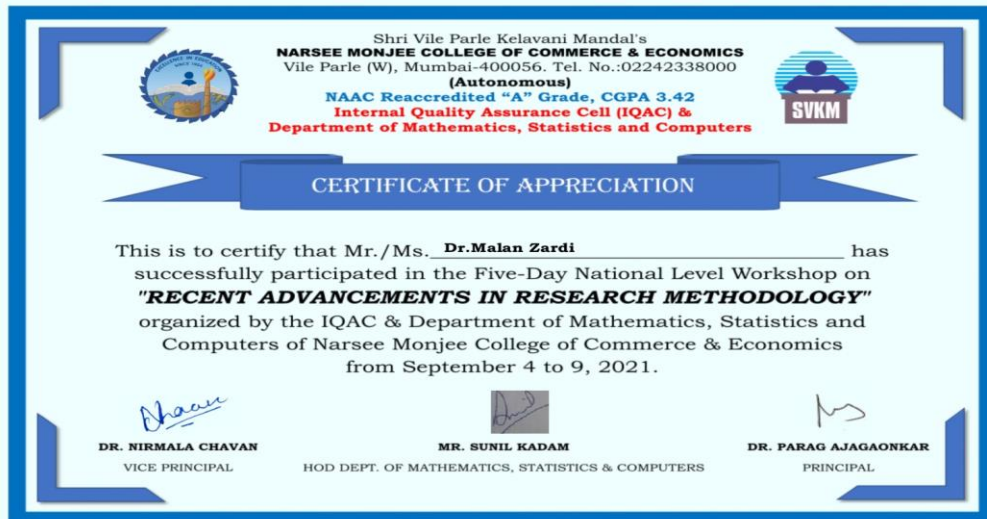 Shri Vile Parle Kelavani Mandal's
NARSEE MONJEE COLLEGE OF COMMERCE & ECONOMICS
Vile Parle (W), Mumbai-400056. Tel. No.:02242338000
(Autonomous)
NAAC Reaccredited “A” Grade, CGPA 3.42
Internal Quality Assurance Cell (IQAC) &
Department of Mathematics, Statistics and Computers
EXCELLENCE IN EDUCATION
SVKM
CERTIFICATE OF APPRECIATION
This is to certify that Mr./Ms. Dr.Malan Zardi has
successfully participated in the Five-Day National Level Workshop on
"RECENT ADVANCEMENTS IN RESEARCH METHODOLOGY"
organized by the IQAC & Department of Mathematics, Statistics and
Computers of Narsee Monjee College of Commerce & Economics
from September 4 to 9, 2021.
DR. NIRMALA CHAVAN
VICE PRINCIPAL
MR. SUNIL KADAM
HOD DEPT. OF MATHEMATICS, STATISTICS & COMPUTERS
DR. PARAG AJAGAONKAR
PRINCIPAL